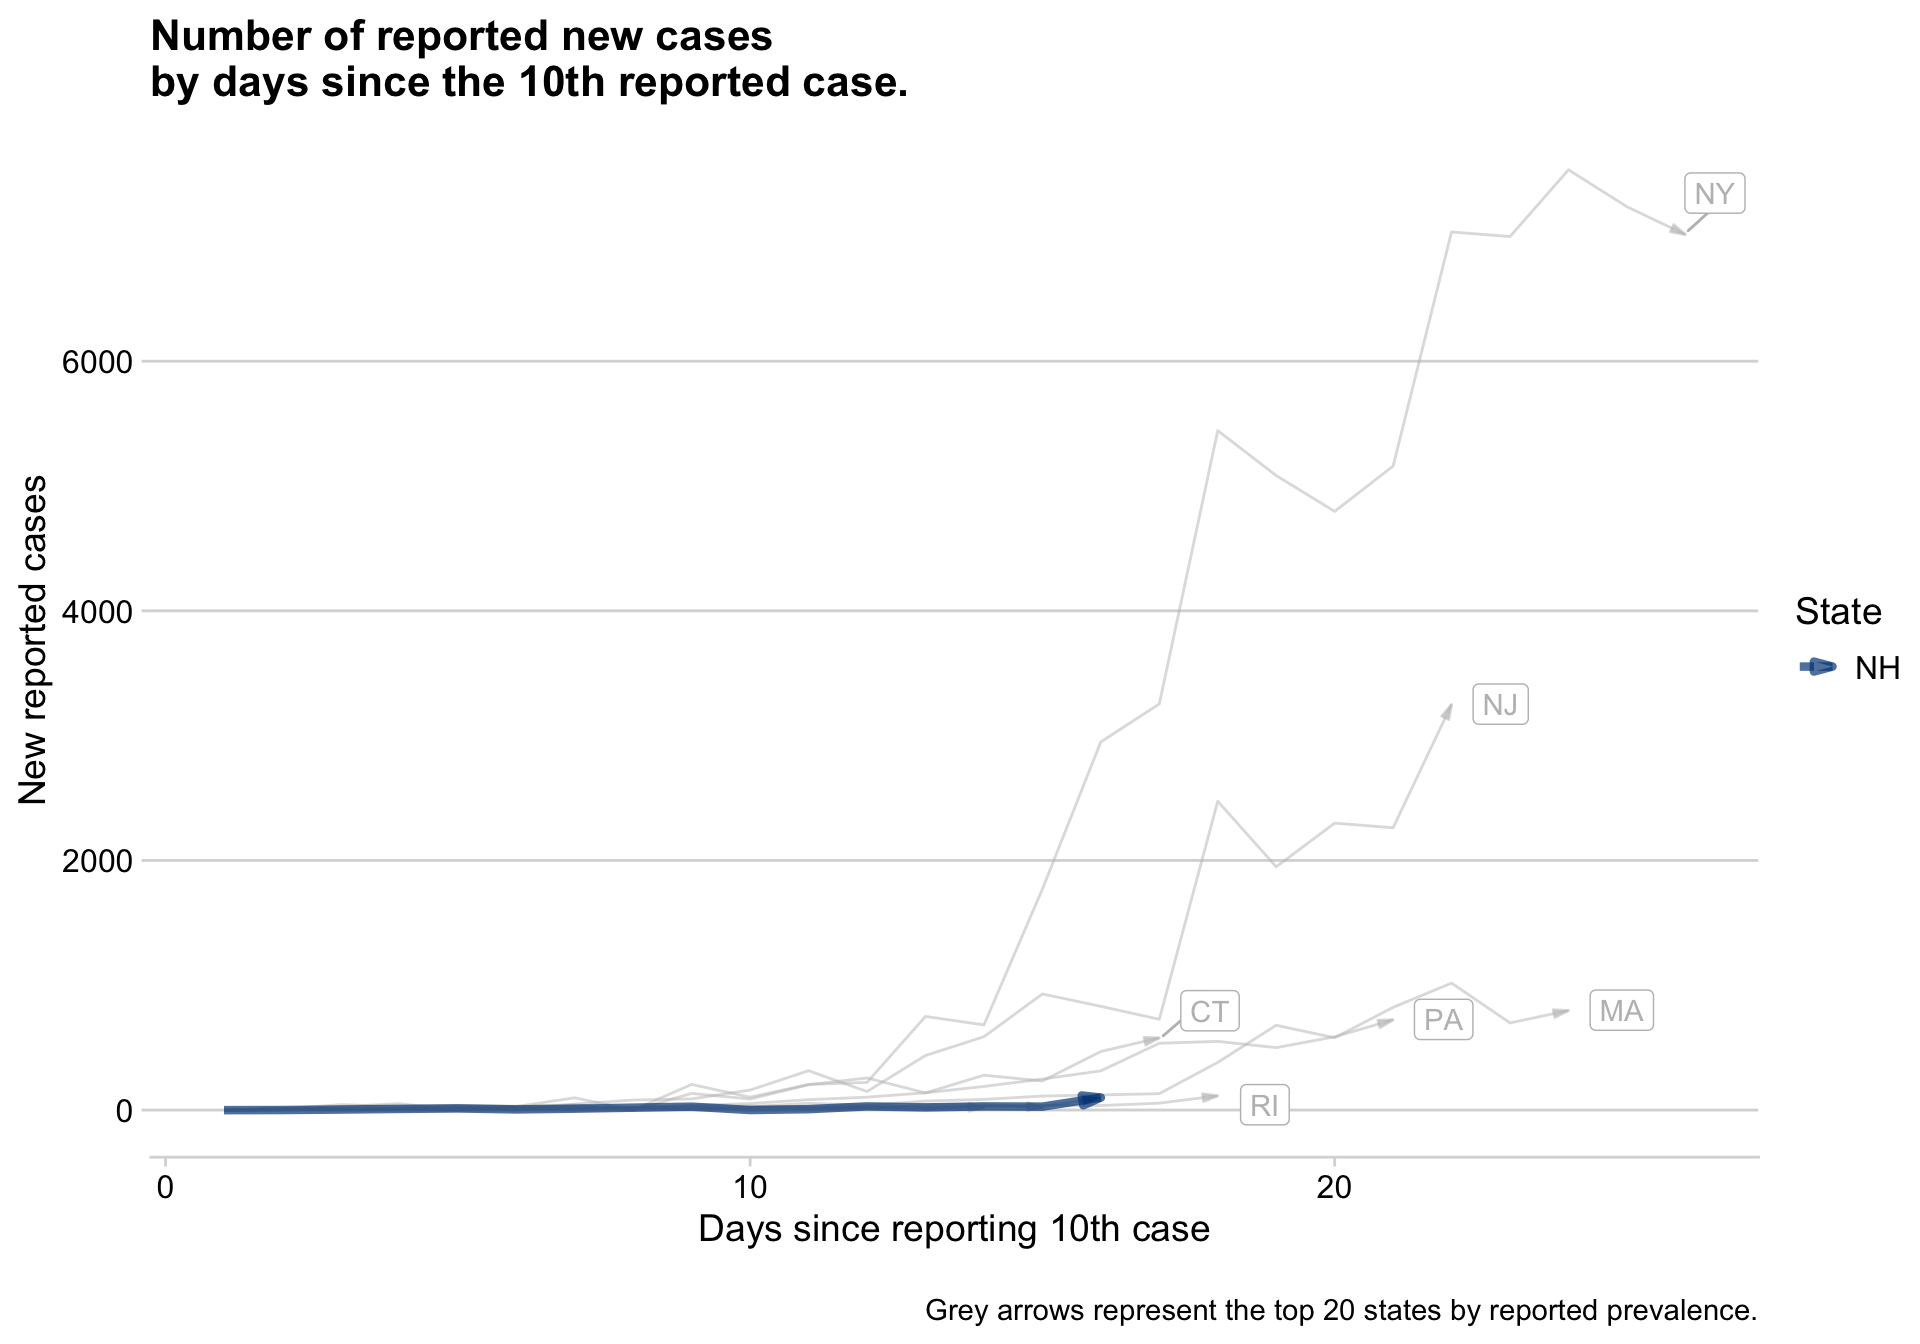 Number of reported new cases
by days since the 10th reported case.
NY
6000
4000
2000
0
New reported cases
NJ
CT
PA
MA
RI
State
NH
0
10
20
Days since reporting 10th case
Grey arrows represent the top 20 states by reported prevalence.